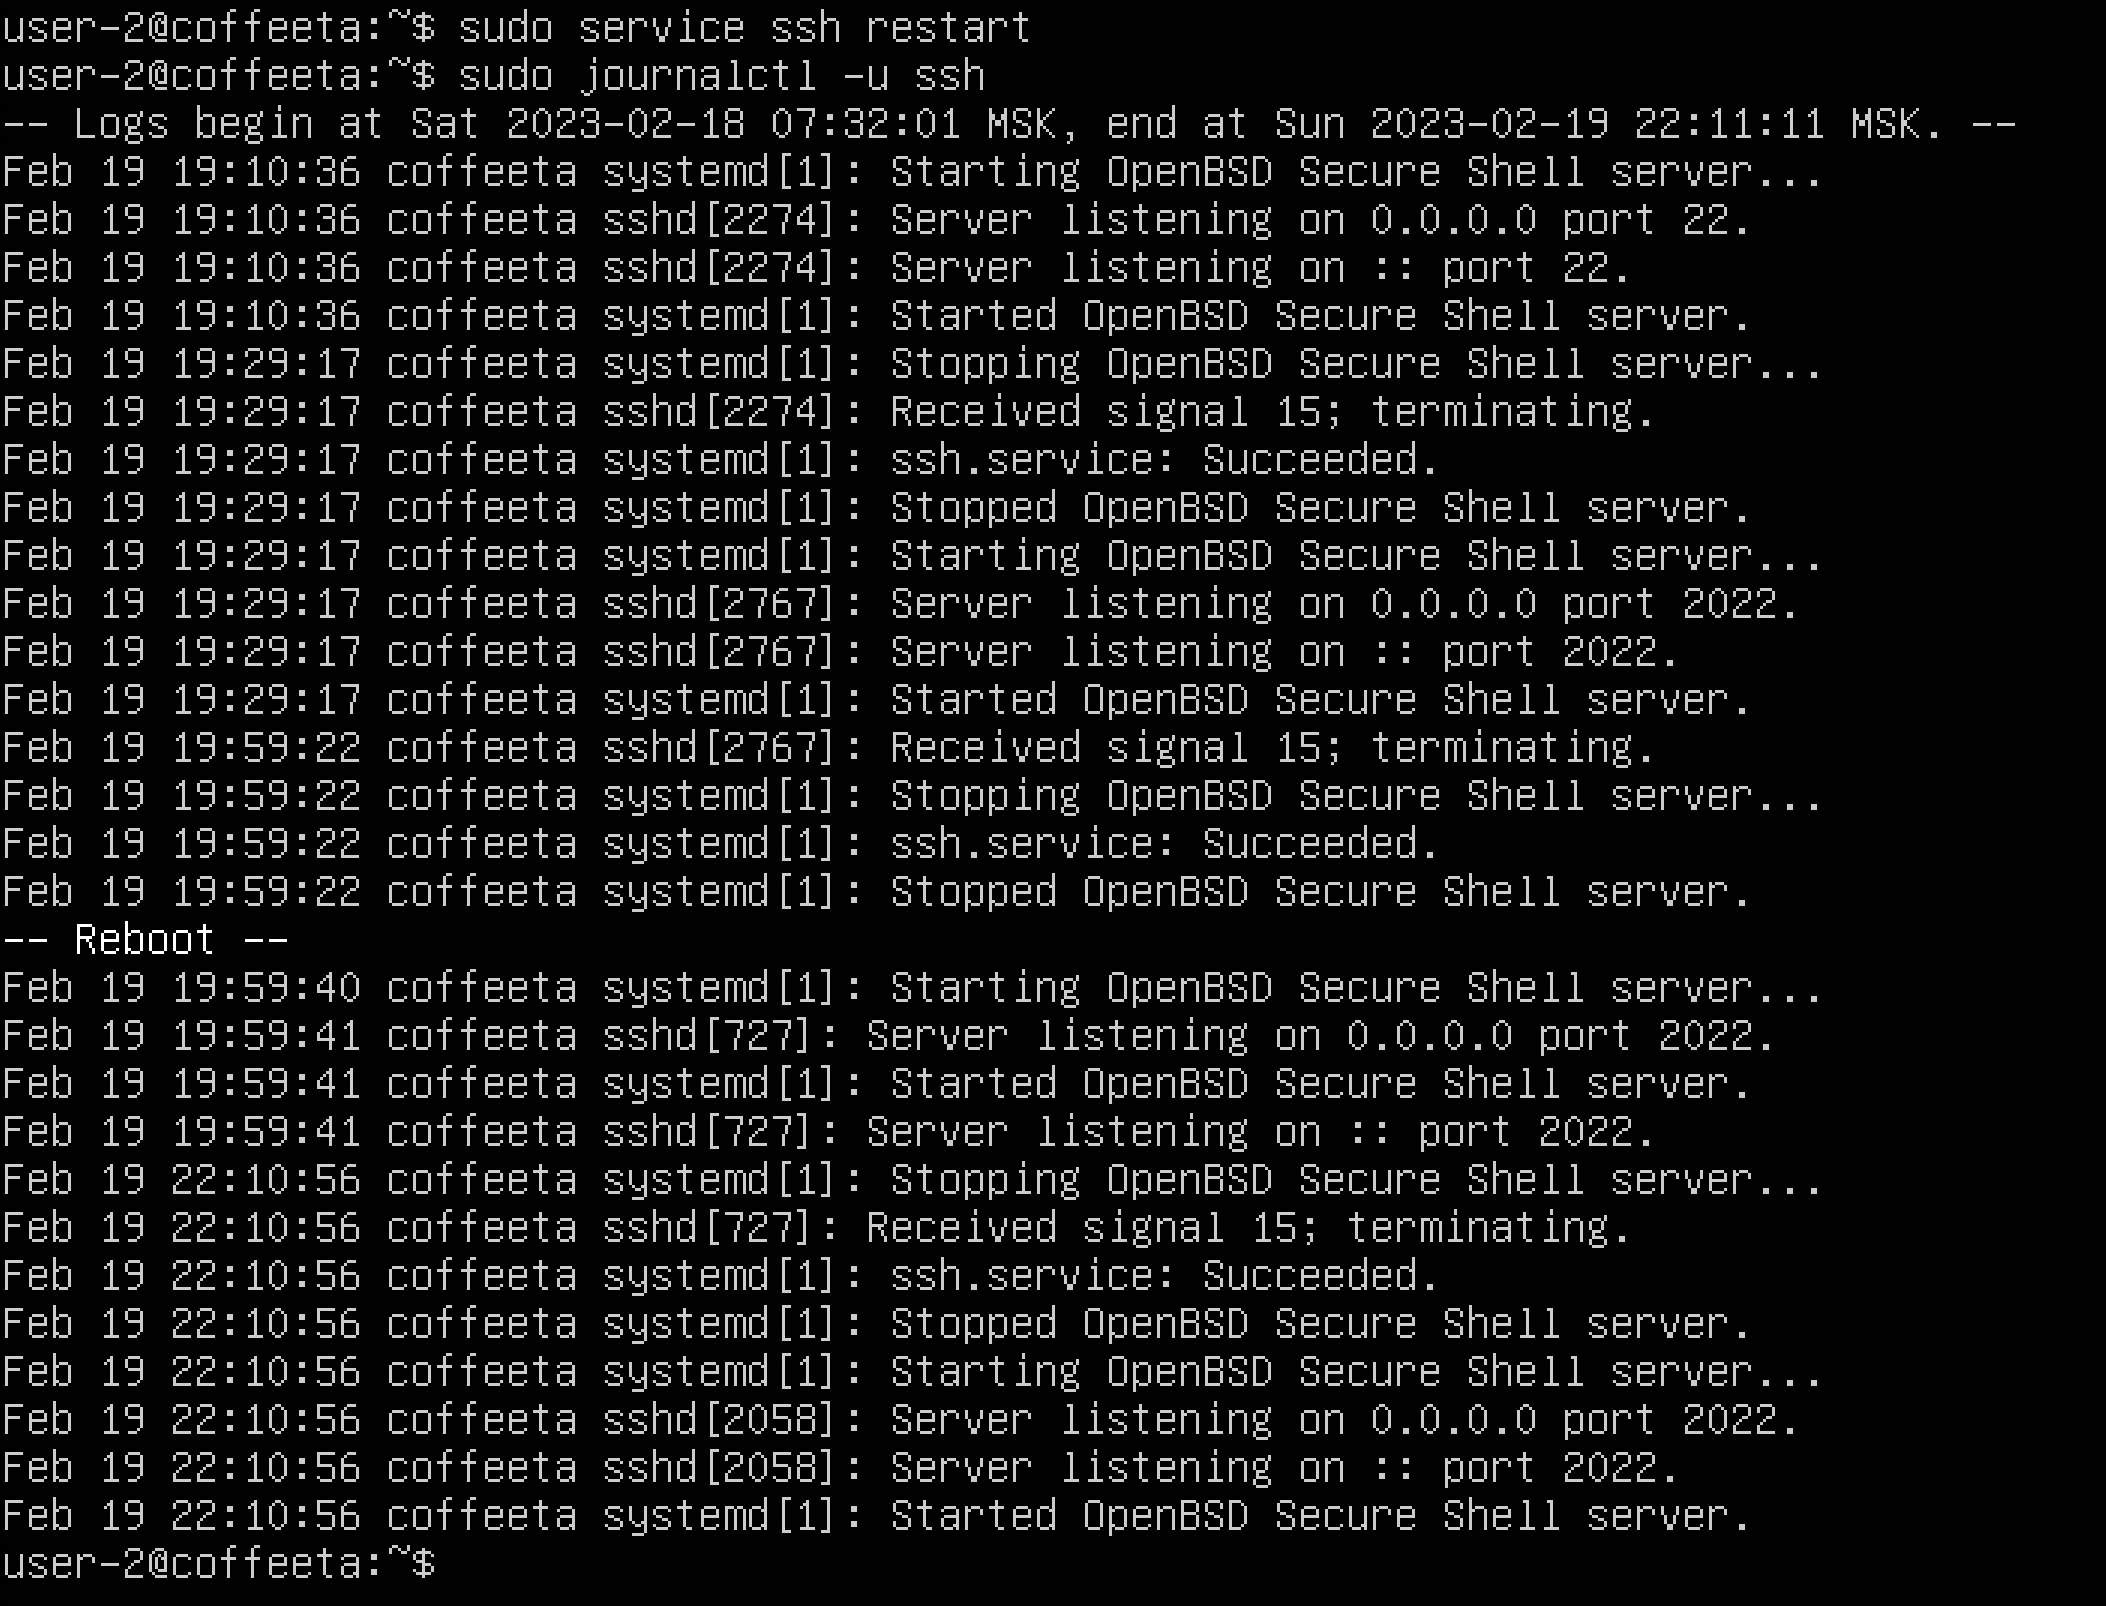 user-2@coffeeta:~$ sudo service ssh restart
user-2@coffeeta:~$ sudo journalctl -u ssh
-- Logs begin at Sat 2023-02-18 07:32:01 MSK, end at Sun 2023-02-19 22:11:11 MSK. --
Feb 19 19:10:36 coffeeta systemd[1]: Starting OpenBSD Secure Shell server...
Feb 19 19:10:36 coffeeta sshd[2274]: Server listening on 0.0.0.0 port 22.
Feb 19 19:10:36 coffeeta sshd[2274]: Server listening on :: port 22.
Feb 19 19:10:36 coffeeta systemd[1]: Started OpenBSD Secure Shell server.
Feb 19 19:29:17 coffeeta systemd[1]: Stopping OpenBSD Secure Shell server...
Feb 19 19:29:17 coffeeta sshd[2274]: Received signal 15; terminating.
Feb 19 19:29:17 coffeeta systemd[1]: ssh.service: Succeeded.
Feb 19 19:29:17 coffeeta systemd[1]: Stopped OpenBSD Secure Shell server.
Feb 19 19:29:17 coffeeta systemd[1]: Starting OpenBSD Secure Shell server...
Feb 19 19:29:17 coffeeta sshd[2767]: Server listening on 0.0.0.0 port 2022.
Feb 19 19:29:17 coffeeta sshd[2767]: Server listening on :: port 2022.
Feb 19 19:29:17 coffeeta systemd[1]: Started OpenBSD Secure Shell server.
Feb 19 19:59:22 coffeeta sshd[2767]: Received signal 15; terminating.
Feb 19 19:59:22 coffeeta systemd[1]: Stopping OpenBSD Secure Shell server...
Feb 19 19:59:22 coffeeta systemd[1]: ssh.service: Succeeded.
Feb 19 19:59:22 coffeeta systemd[1]: Stopped OpenBSD Secure Shell server.
-- Reboot --
Feb 19 19:59:40 coffeeta systemd[1]: Starting OpenBSD Secure Shell server...
Feb 19 19:59:41 coffeeta sshd[727]: Server listening on 0.0.0.0 port 2022.
Feb 19 19:59:41 coffeeta systemd[1]: Started OpenBSD Secure Shell server.
Feb 19 19:59:41 coffeeta sshd[727]: Server listening on :: port 2022.
Feb 19 22:10:56 coffeeta systemd[1]: Stopping OpenBSD Secure Shell server...
Feb 19 22:10:56 coffeeta sshd[727]: Received signal 15; terminating.
Feb 19 22:10:56 coffeeta systemd[1]: ssh.service: Succeeded.
Feb 19 22:10:56 coffeeta systemd[1]: Stopped OpenBSD Secure Shell server.
Feb 19 22:10:56 coffeeta systemd[1]: Starting OpenBSD Secure Shell server...
Feb 19 22:10:56 coffeeta sshd[2058]: Server listening on 0.0.0.0 port 2022.
Feb 19 22:10:56 coffeeta sshd[2058]: Server listening on :: port 2022.
Feb 19 22:10:56 coffeeta systemd[1]: Started OpenBSD Secure Shell server.
user-2@coffeeta:~$